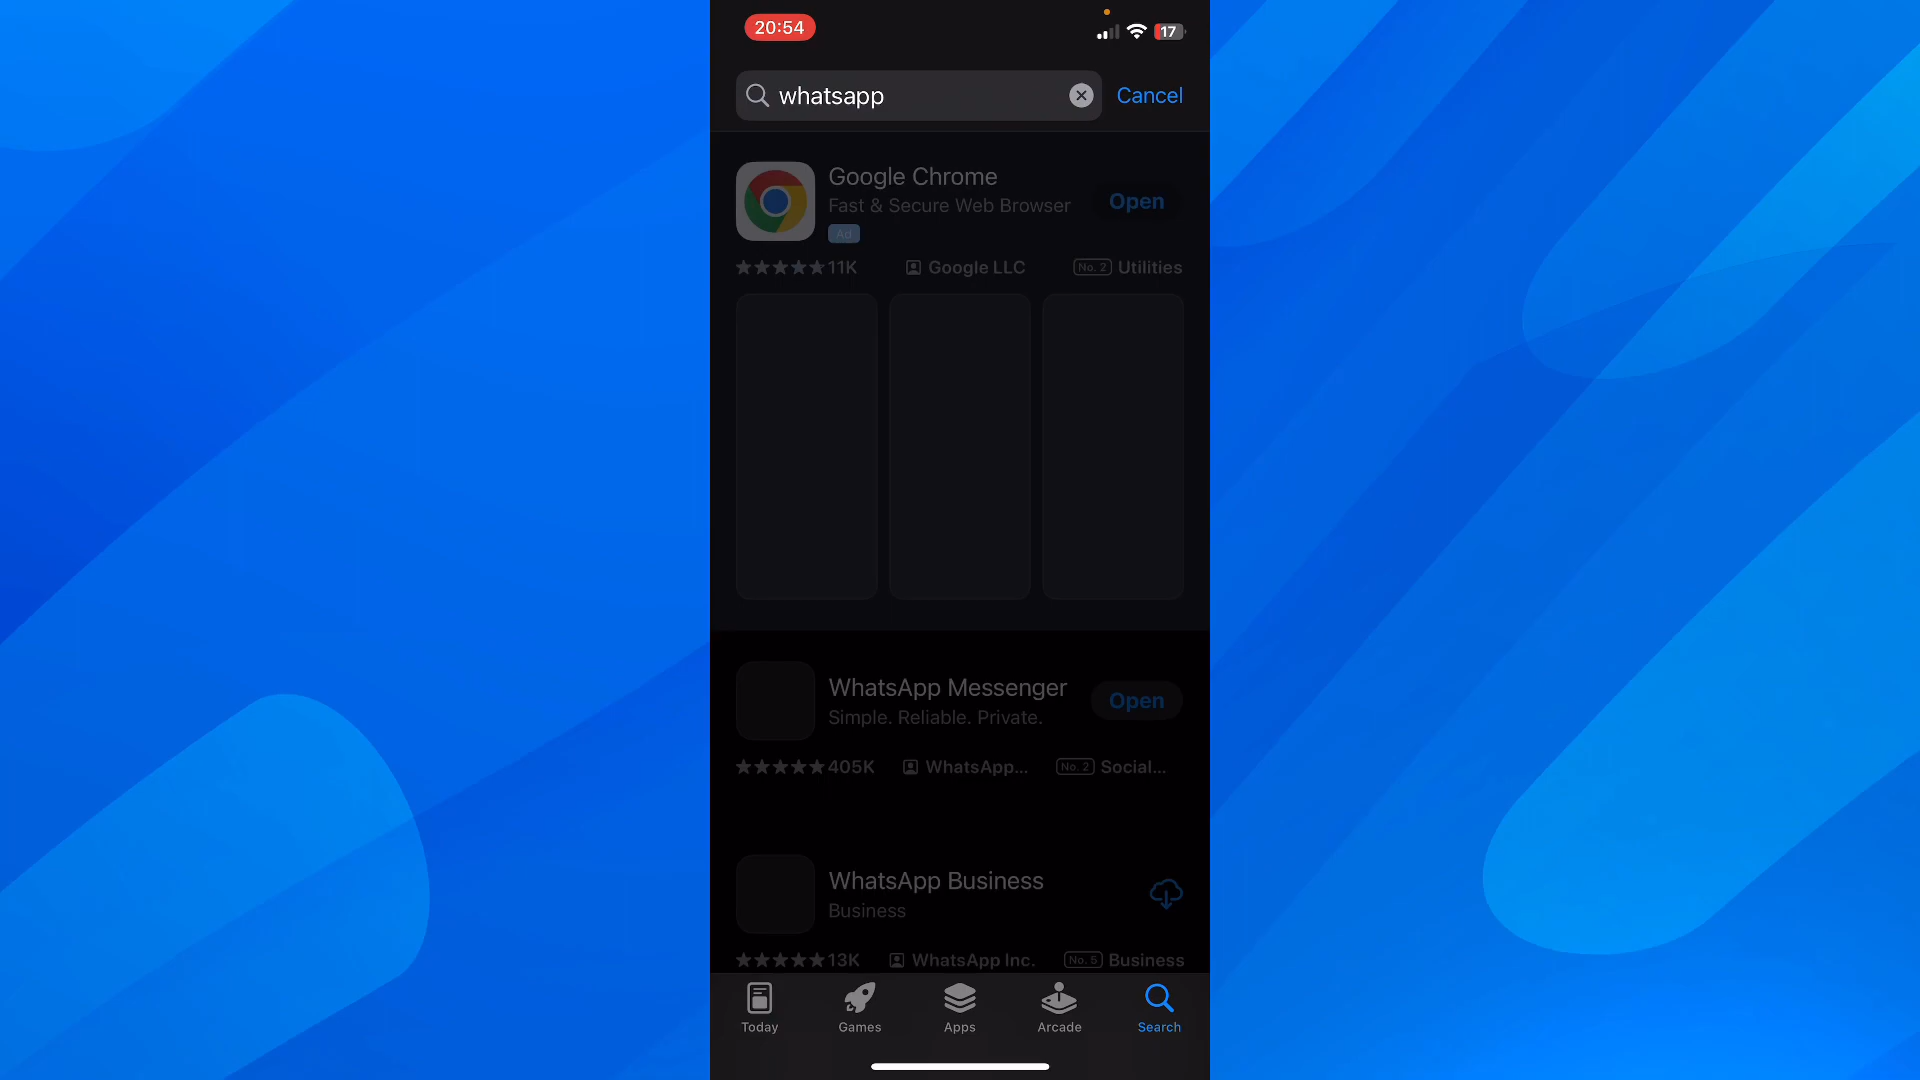 20:54
17
whatsapp
Cancel
Google Chrome
Fast & Secure Web Browser
Open
Ad
11K
Google LLC
No. 2
Utilities
WhatsApp Messenger
Simple. Reliable. Private.
Open
405K
WhatsApp...
No. 2
Social...
WhatsApp Business
Business
13K
WhatsApp Inc.
No. 5
Business
Today
Games
Apps
Arcade
Search